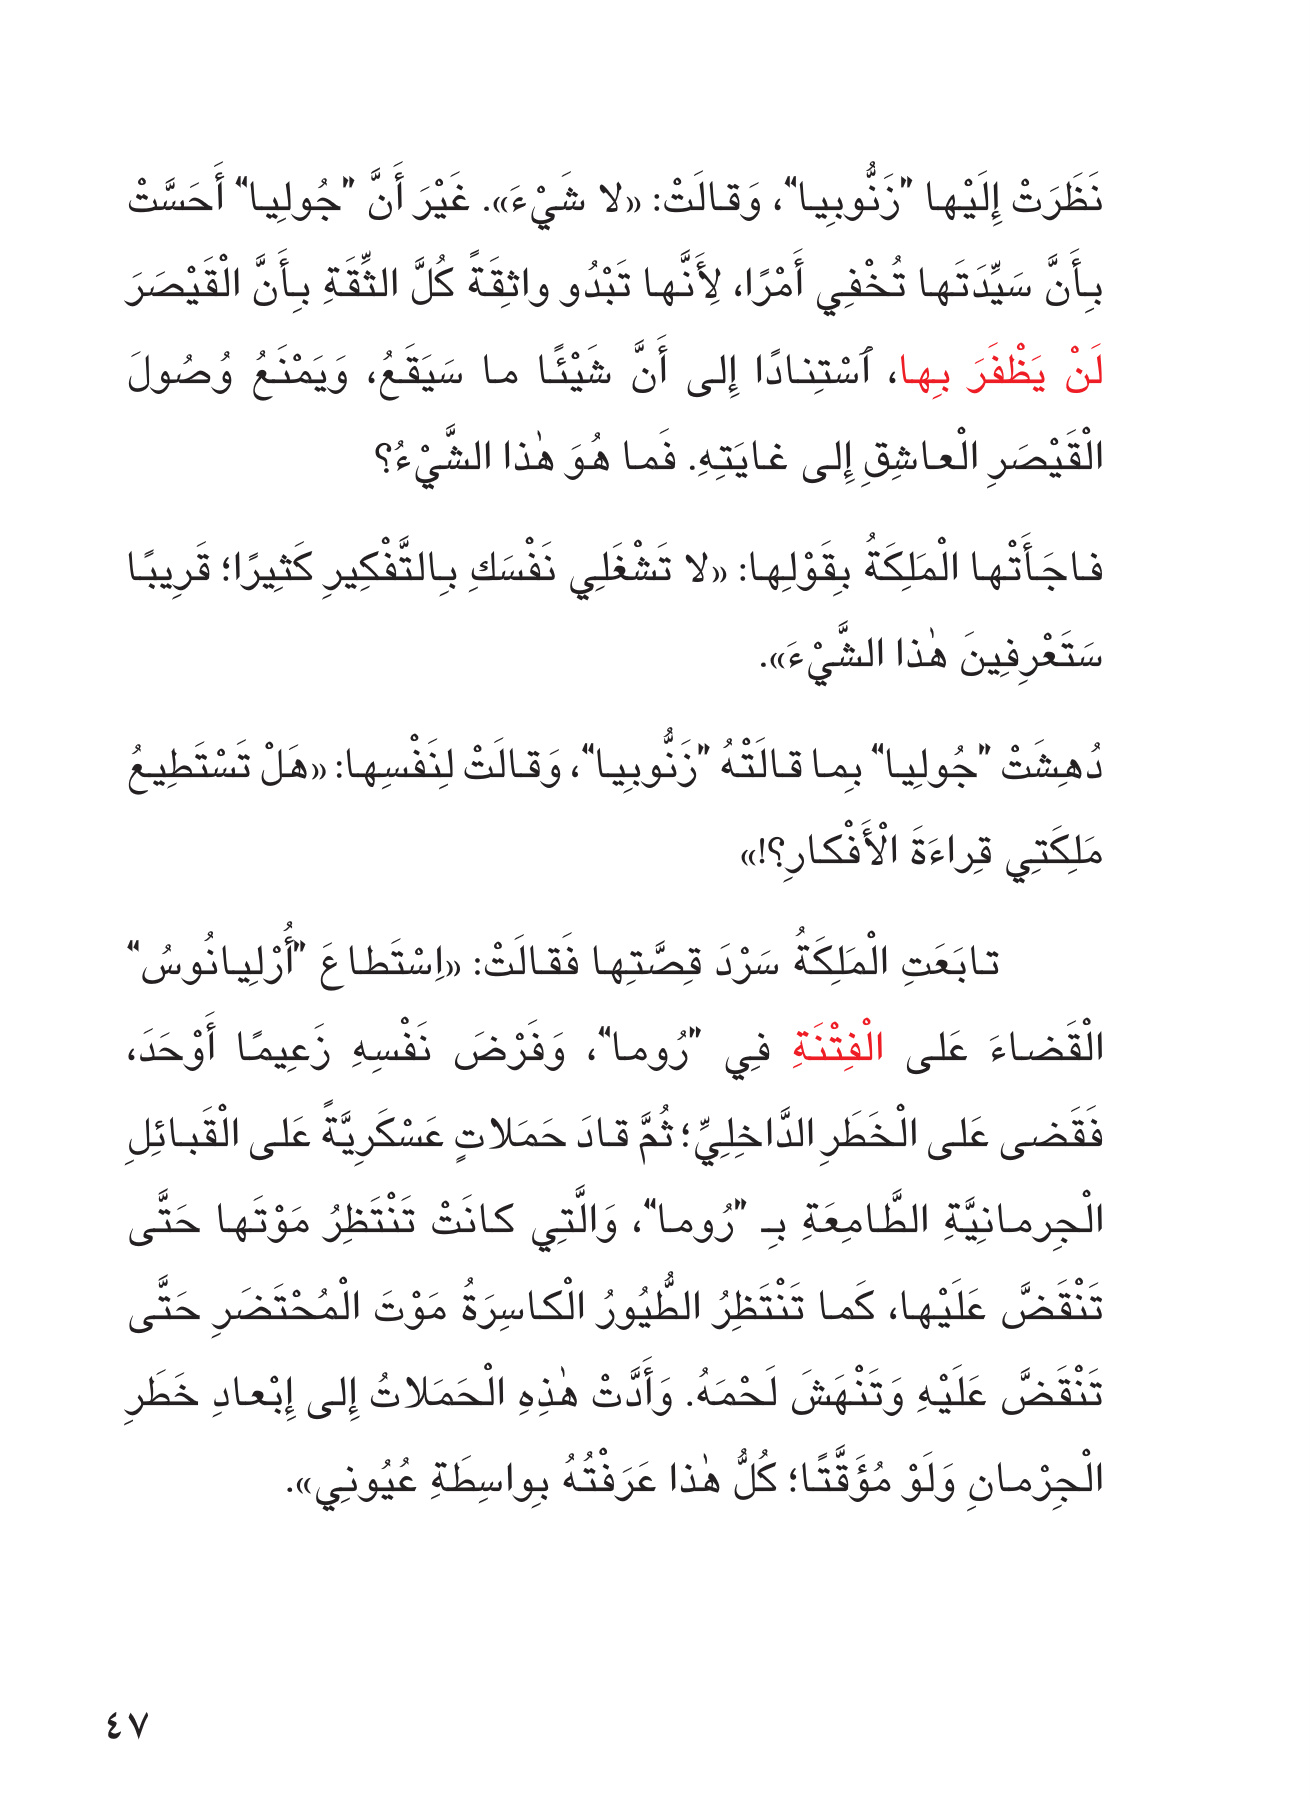 نَظَرَتْ إِلَيْها "زَنُّوبِيا"، وَقالَتْ: «لا شَيْءَ». غَيْرَ أَنَّ "جُولِيا" أَحَسَّتْ
بِأَنَّ سَيِّدَتَها تُخْفِي أَمْرًا، لِأَنَّها تَبْدُو واثِقَةً كُلَّ الثِّقَةِ بِأَنَّ الْقَيْصَرَ
لَنْ يَظْفَرَ بِها، ٱسْتِنادًا إِلى أَنَّ شَيْئًا ما سَيَقَعُ، وَيَمْنَعُ وُصُولَ
الْقَيْصَرِ الْعاشِقِ إِلى غايَتِهِ. فَما هُوَ هٰذا الشَّيْءُ؟
فاجَأَتْها الْمَلِكَةُ بِقَوْلِها: «لا تَشْغَلِي نَفْسَكِ بِالتَّفْكِيرِ كَثِيرًا؛ قَرِيبًا
سَتَعْرِفِينَ هٰذا الشَّيْءَ».
دُهِشَتْ "جُولِيا" بِما قالَتْهُ "زَنُّوبِيا"، وَقالَتْ لِنَفْسِها: «هَلْ تَسْتَطِيعُ
مَلِكَتِي قِراءَةَ الْأَفْكارِ؟!»
تابَعَتِ الْمَلِكَةُ سَرْدَ قِصَّتِها فَقالَتْ: «اِسْتَطاعَ "أُرْلِيانُوسُ"
الْقَضاءَ عَلى الْفِتْنَةِ فِي "رُوما"، وَفَرْضَ نَفْسِهِ زَعِيمًا أَوْحَدَ،
فَقَضى عَلى الْخَطَرِ الدَّاخِلِيِّ؛ ثُمَّ قادَ حَمَلاتٍ عَسْكَرِيَّةً عَلى الْقَبائِلِ
الْجِرمانِيَّةِ الطَّامِعَةِ بِـ "رُوما"، وَالَّتِي كانَتْ تَنْتَظِرُ مَوْتَها حَتَّى
تَنْقَضَّ عَلَيْها، كَما تَنْتَظِرُ الطُّيُورُ الْكاسِرَةُ مَوْتَ الْمُحْتَضَرِ حَتَّى
تَنْقَضَّ عَلَيْهِ وَتَنْهَشَ لَحْمَهُ. وَأَدَّتْ هٰذِهِ الْحَمَلاتُ إِلى إِبْعادِ خَطَرِ
الْجِرْمانِ وَلَوْ مُؤَقَّتًا؛ كُلُّ هٰذا عَرَفْتُهُ بِواسِطَةِ عُيُونِي».
٤٧